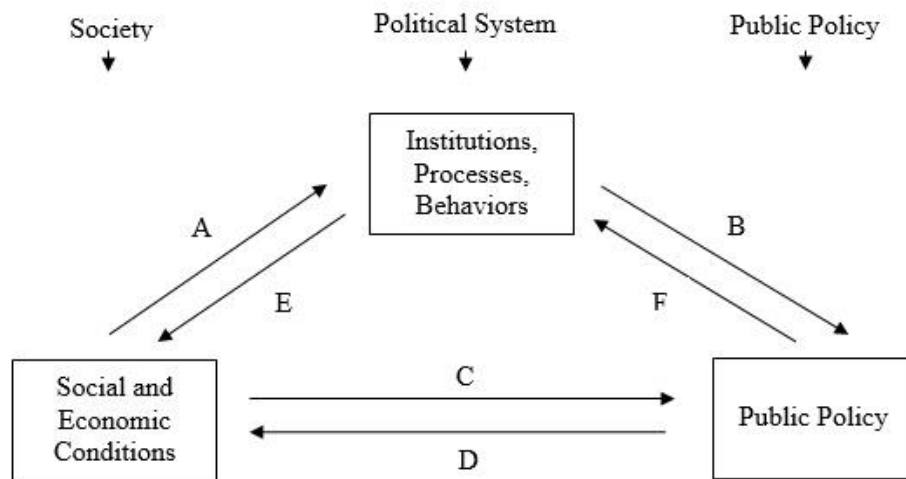 Society
Political System
Public Policy
Institutions,
Processes,
Behaviors
A
B
E
F
Social and
Economic
Conditions
C
Public Policy
D